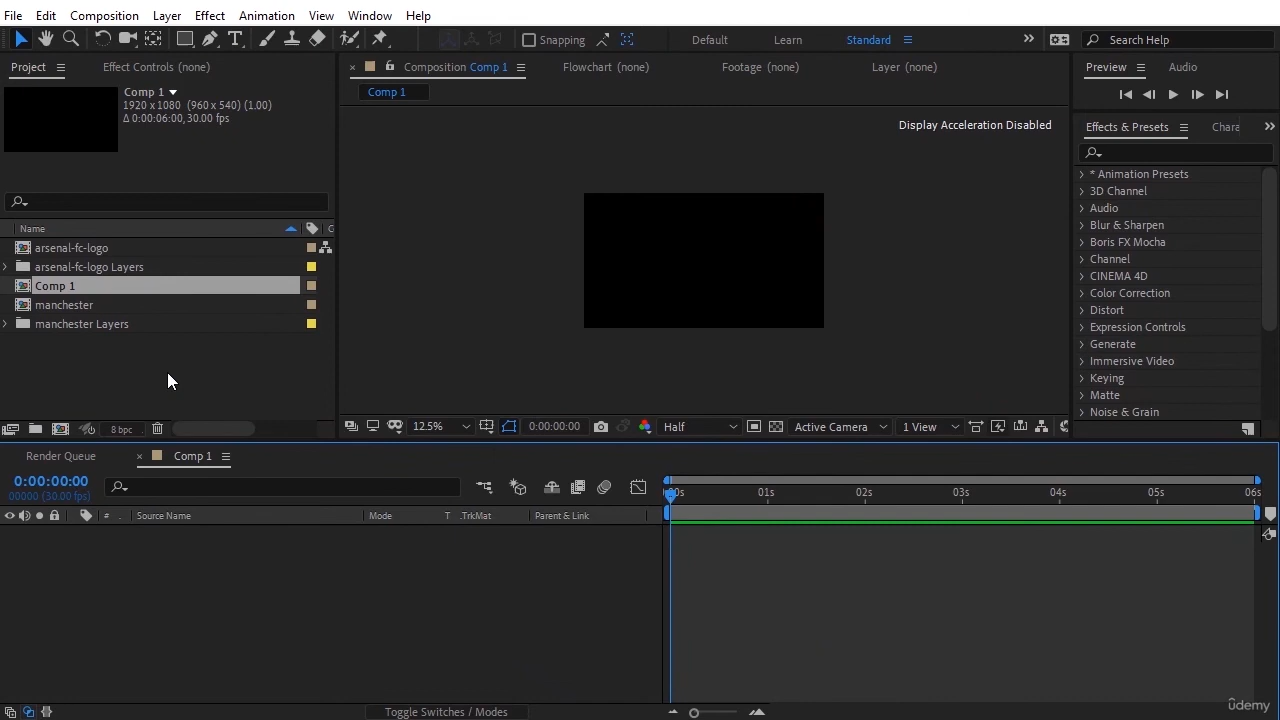 File Edit Composition Layer Effect Animation View Window Help
Snapping Default Learn Standard Search Help
Project Effect Controls (none) Composition Comp 1 Flowchart (none) Footage (none) Layer (none) Preview Audio
Comp 1
1920 x 1080 (960 x 540) (1.00)
Δ 0:00:06:00, 30.00 fps
Comp 1
Display Acceleration Disabled
Effects & Presets Chara
* Animation Presets
3D Channel
Audio
Blur & Sharpen
Boris FX Mocha
Channel
CINEMA 4D
Color Correction
Distort
Expression Controls
Generate
Immersive Video
Keying
Matte
Noise & Grain
Name
arsenal-fc-logo
arsenal-fc-logo Layers
Comp 1
manchester
manchester Layers
8 bpc 12.5% 0:00:00:00 Half Active Camera 1 View
Render Queue Comp 1
0:00:00:00
00000 (30.00 fps)
01s 02s 03s 04s 05s 06s
# Source Name Mode T .TrkMat Parent & Link
Toggle Switches / Modes
ûdemy